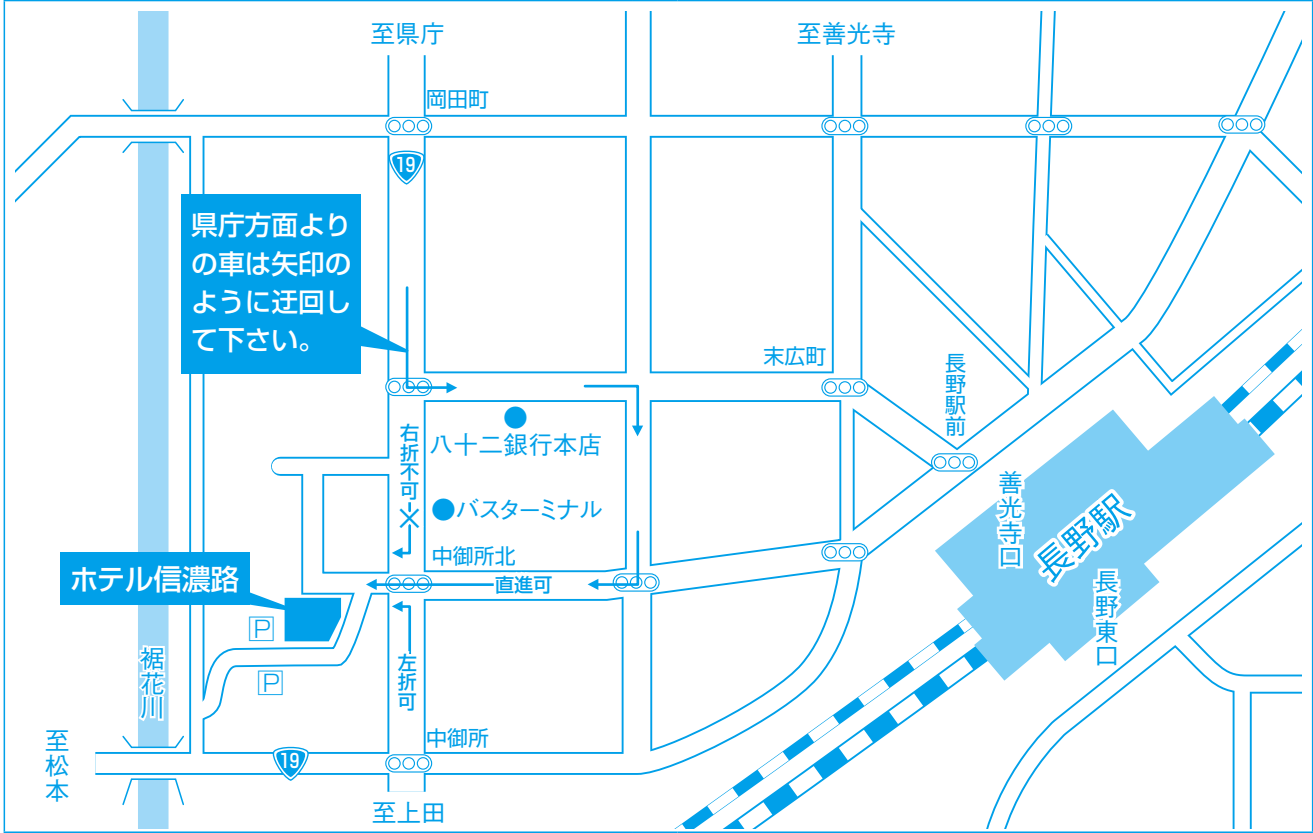 至県庁
至善光寺
岡田町
19
県庁方面より
の車は矢印の
ように迂回し
て下さい。
末広町
長野駅前
右折不可
八十二銀行本店
バスターミナル
善光寺口
長野駅
中御所北
直進可
ホテル信濃路
長野東口
P
P
裾花川
左折可
至松本
19
中御所
至上田